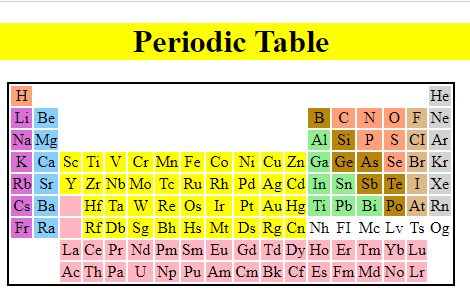 Periodic Table
H He
Li Be B C N O F Ne
Na Mg Al Si P S CI Ar
K Ca Sc Ti V Cr Mn Fe Co Ni Cu Zn Ga Ge As Se Br Kr
Rb Sr Y Zr Nb Mo Tc Ru Rh Pd Ag Cd In Sn Sb Te I Xe
Cs Ba Hf Ta W Re Os Ir Pt Au Hg Ti Pb Bi Po At Rn
Fr Ra Rf Db Sg Bh Hs Mt Ds Rg Cn Nh FI Mc Lv Ts Og
La Ce Pr Nd Pm Sm Eu Gd Td Dy Ho Er Tm Yb Lu
Ac Th Pa U Np Pu Am Cm Bk Cf Es Fm Md No Lr